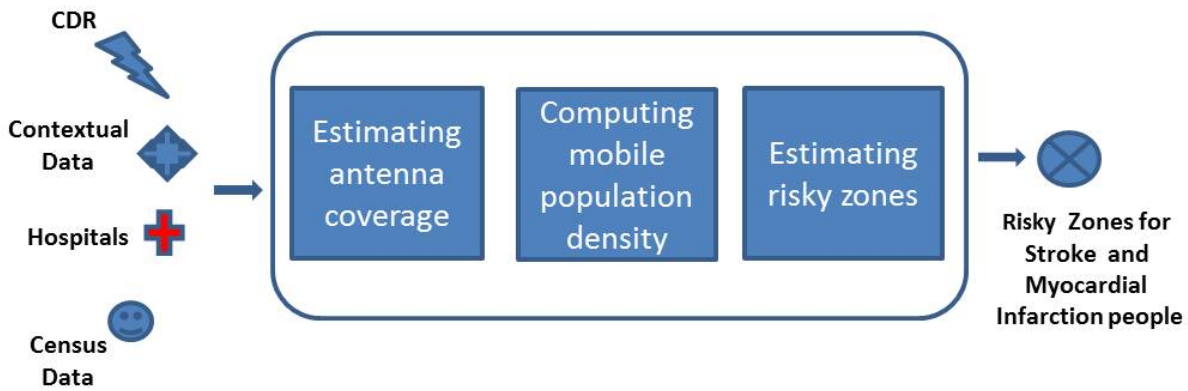 CDR
Contextual
Data
Hospitals
Census
Data
Estimating
antenna
coverage
Computing
mobile
population
density
Estimating
risky zones
Risky Zones for
Stroke and
Myocardial
Infarction people